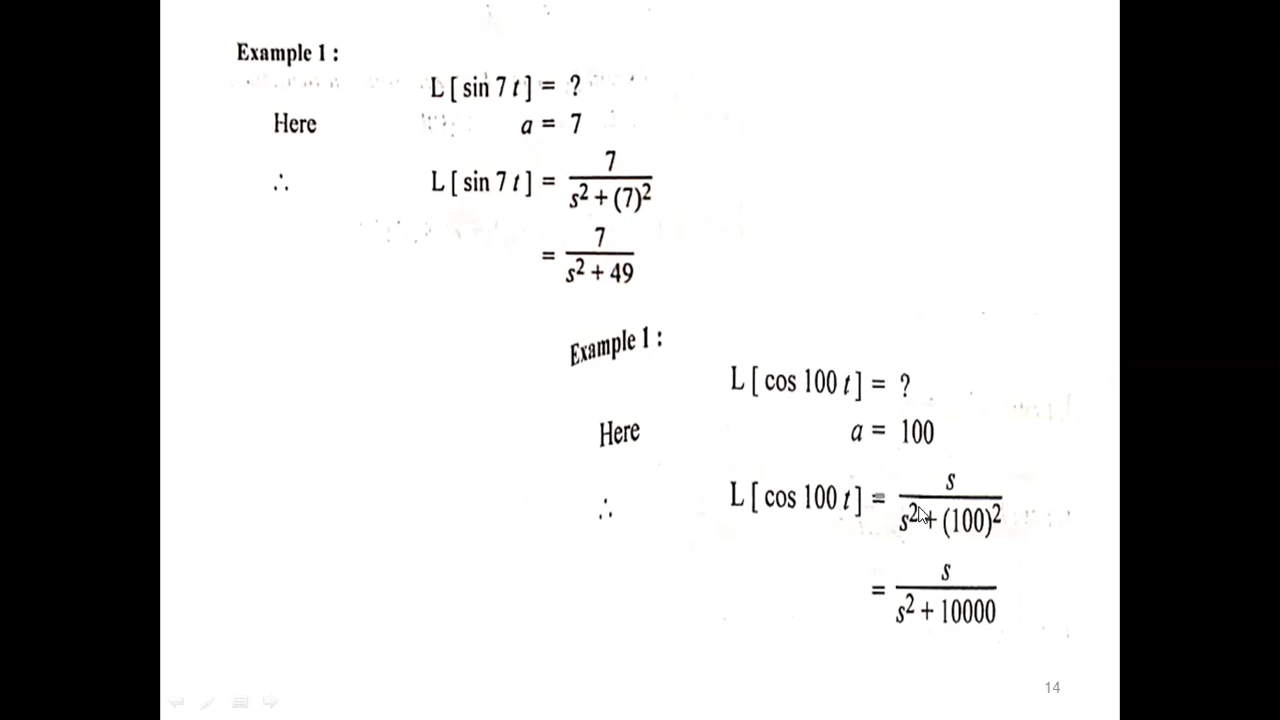 Example 1 :
L [ sin 7 t ] = ?
Here a = 7
∴ L [ sin 7 t ] = 7 / s² + (7)²
= 7 / s² + 49
Example 1 :
L [ cos 100 t ] = ?
Here a = 100
∴ L [ cos 100 t ] = s / s² + (100)²
= s / s² + 10000
14